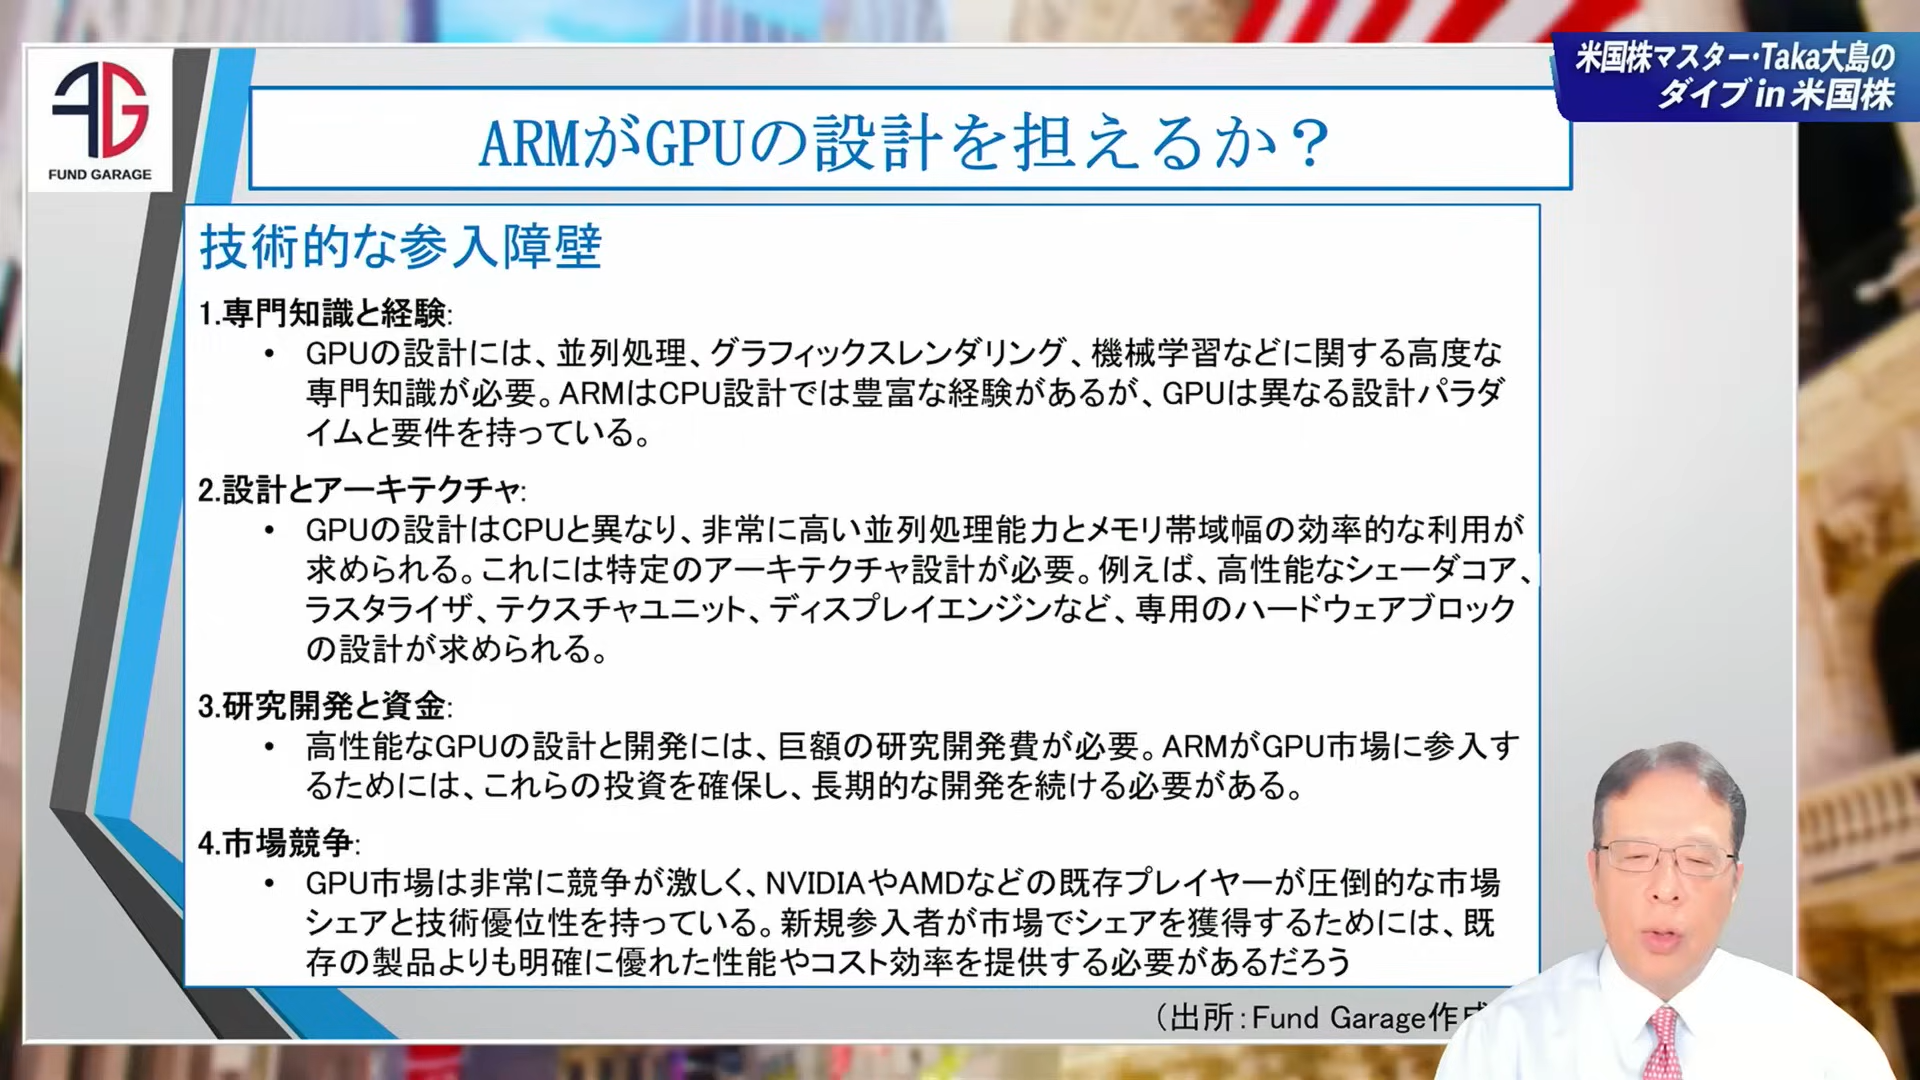 米国株マスター・Taka大島の
ダイブ in 米国株
FUND GARAGE
ARMがGPUの設計を担えるか？
技術的な参入障壁
1.専門知識と経験:
• GPUの設計には、並列処理、グラフィックスレンダリング、機械学習などに関する高度な
専門知識が必要。ARMはCPU設計では豊富な経験があるが、GPUは異なる設計パラダ
イムと要件を持っている。
2.設計とアーキテクチャ:
• GPUの設計はCPUと異なり、非常に高い並列処理能力とメモリ帯域幅の効率的な利用が
求められる。これには特定のアーキテクチャ設計が必要。例えば、高性能なシェーダコア、
ラスタライザ、テクスチャユニット、ディスプレイエンジンなど、専用のハードウェアブロック
の設計が求められる。
3.研究開発と資金:
• 高性能なGPUの設計と開発には、巨額の研究開発費が必要。ARMがGPU市場に参入す
るためには、これらの投資を確保し、長期的な開発を続ける必要がある。
4.市場競争:
• GPU市場は非常に競争が激しく、NVIDIAやAMDなどの既存プレイヤーが圧倒的な市場
シェアと技術優位性を持っている。新規参入者が市場でシェアを獲得するためには、既
存の製品よりも明確に優れた性能やコスト効率を提供する必要があるだろう
（出所：Fund Garage作成